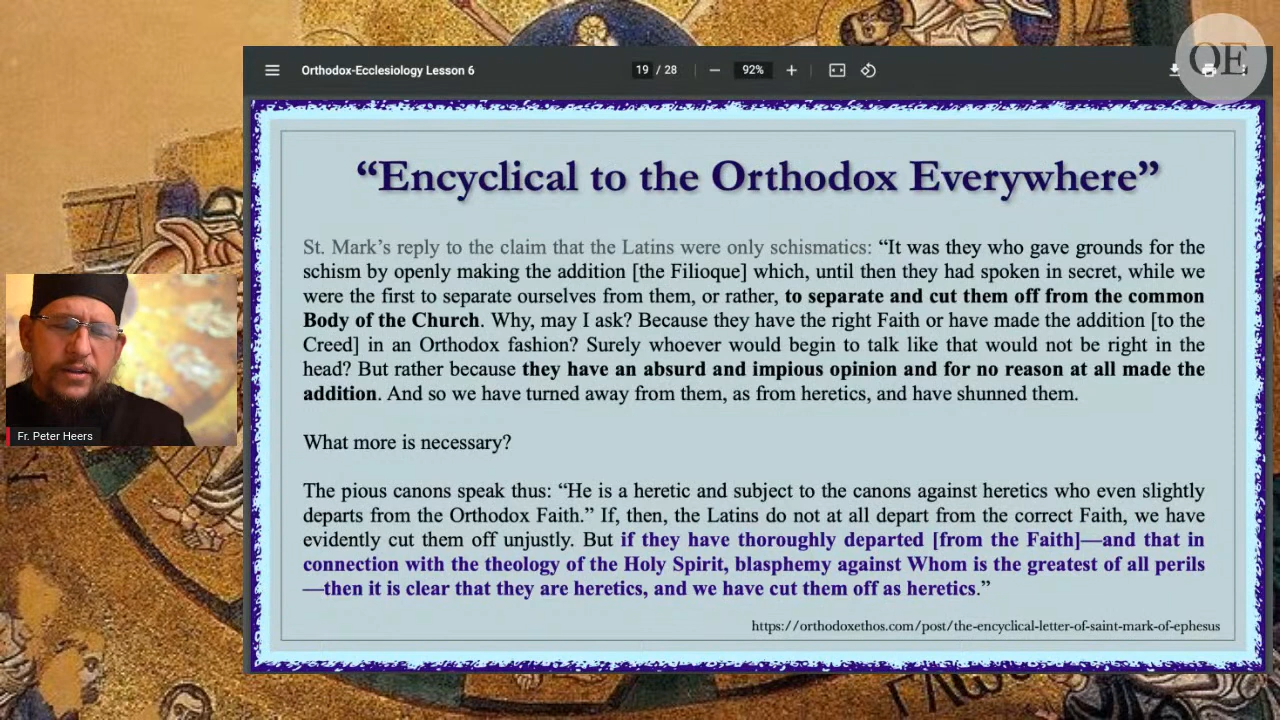 Orthodox-Ecclesiology Lesson 6
19 / 28
92%
OE
“Encyclical to the Orthodox Everywhere”
St. Mark’s reply to the claim that the Latins were only schismatics: “It was they who gave grounds for the
schism by openly making the addition [the Filioque] which, until then they had spoken in secret, while we
were the first to separate ourselves from them, or rather, to separate and cut them off from the common
Body of the Church. Why, may I ask? Because they have the right Faith or have made the addition [to the
Creed] in an Orthodox fashion? Surely whoever would begin to talk like that would not be right in the
head? But rather because they have an absurd and impious opinion and for no reason at all made the
addition. And so we have turned away from them, as from heretics, and have shunned them.
What more is necessary?
The pious canons speak thus: “He is a heretic and subject to the canons against heretics who even slightly
departs from the Orthodox Faith.” If, then, the Latins do not at all depart from the correct Faith, we have
evidently cut them off unjustly. But if they have thoroughly departed [from the Faith]—and that in
connection with the theology of the Holy Spirit, blasphemy against Whom is the greatest of all perils
—then it is clear that they are heretics, and we have cut them off as heretics.”
https://orthodoxethos.com/post/the-encyclical-letter-of-saint-mark-of-ephesus
Fr. Peter Heers